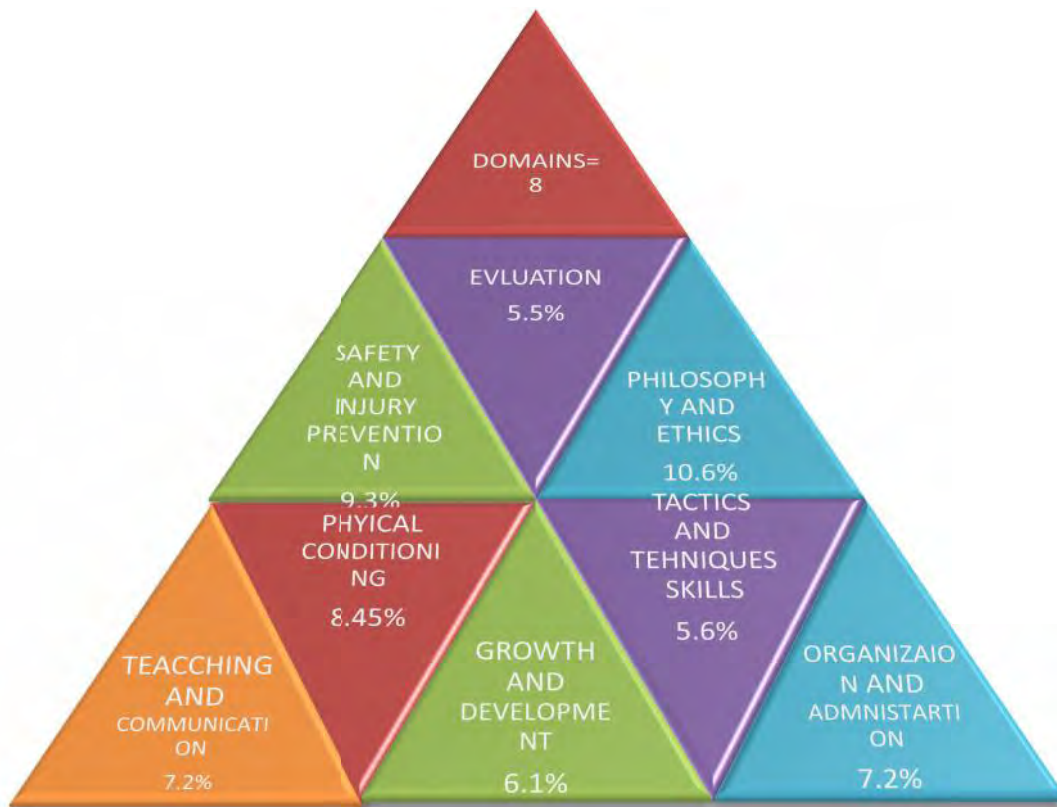 DOMAINS=
8
EVLUATION
5.5%
SAFETY
AND
INJURY
PREVENTIO
N
9.3%
PHILOSOPH
Y AND
ETHICS
10.6%
TEACCHING
AND
COMMUNICATI
ON
7.2%
PHYICAL
CONDITIONI
NG
8.45%
GROWTH
AND
DEVELOPME
NT
6.1%
TACTICS
AND
TEHNIQUES
SKILLS
5.6%
ORGANIZAIO
N AND
ADMNISTARTI
ON
7.2%